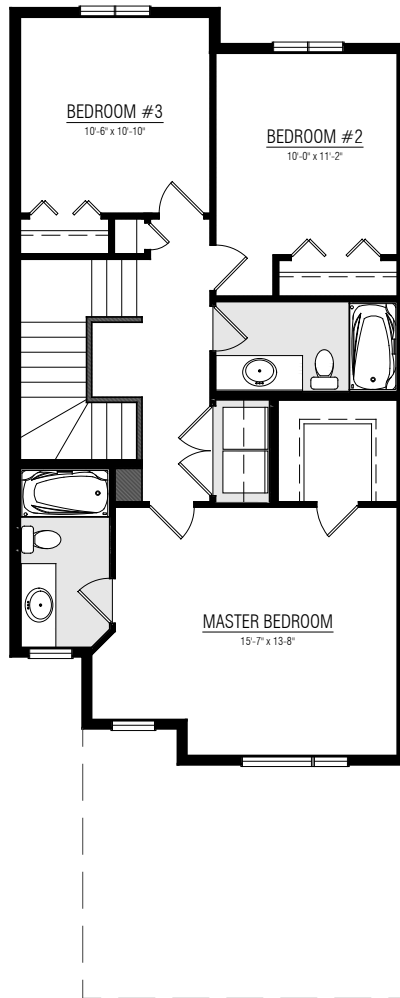 BEDROOM #3
10'-6" x 10'-10"
BEDROOM #2
10'-0" x 11'-2"
MASTER BEDROOM
15'-7" x 13'-8"